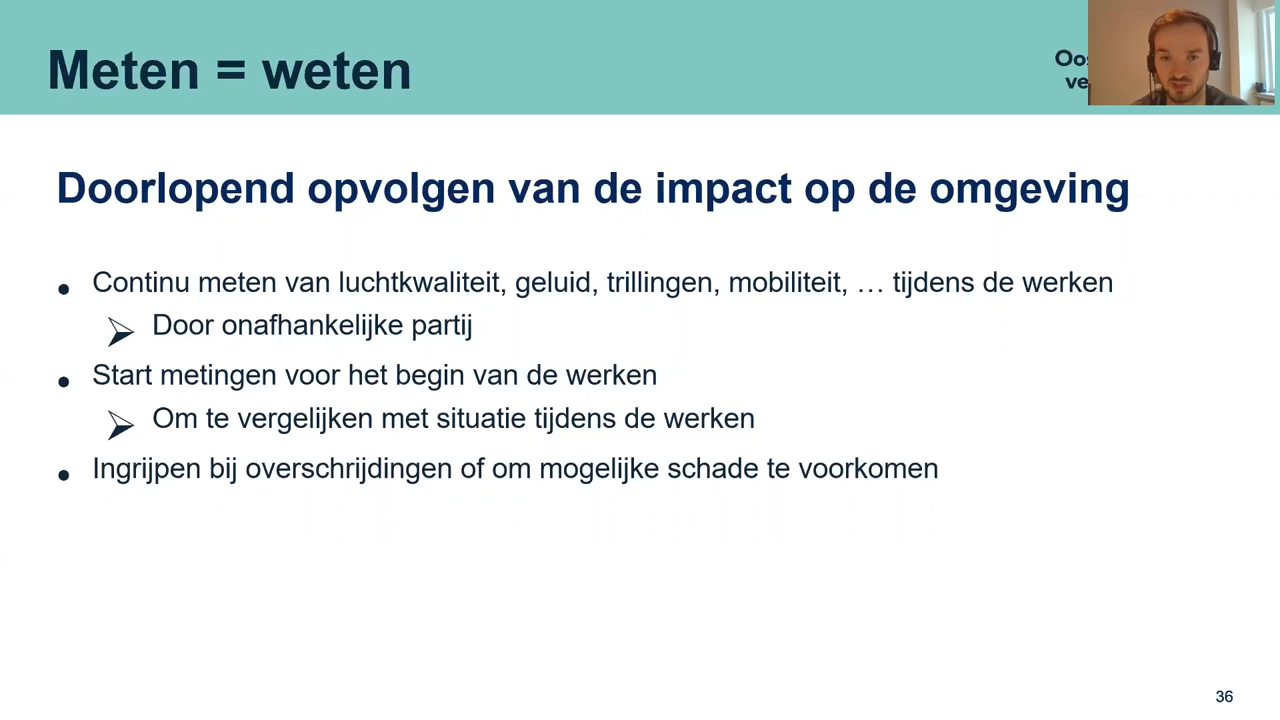 Meten = weten
Doorlopend opvolgen van de impact op de omgeving
Continu meten van luchtkwaliteit, geluid, trillingen, mobiliteit, … tijdens de werken
Door onafhankelijke partij
Start metingen voor het begin van de werken
Om te vergelijken met situatie tijdens de werken
Ingrijpen bij overschrijdingen of om mogelijke schade te voorkomen
36